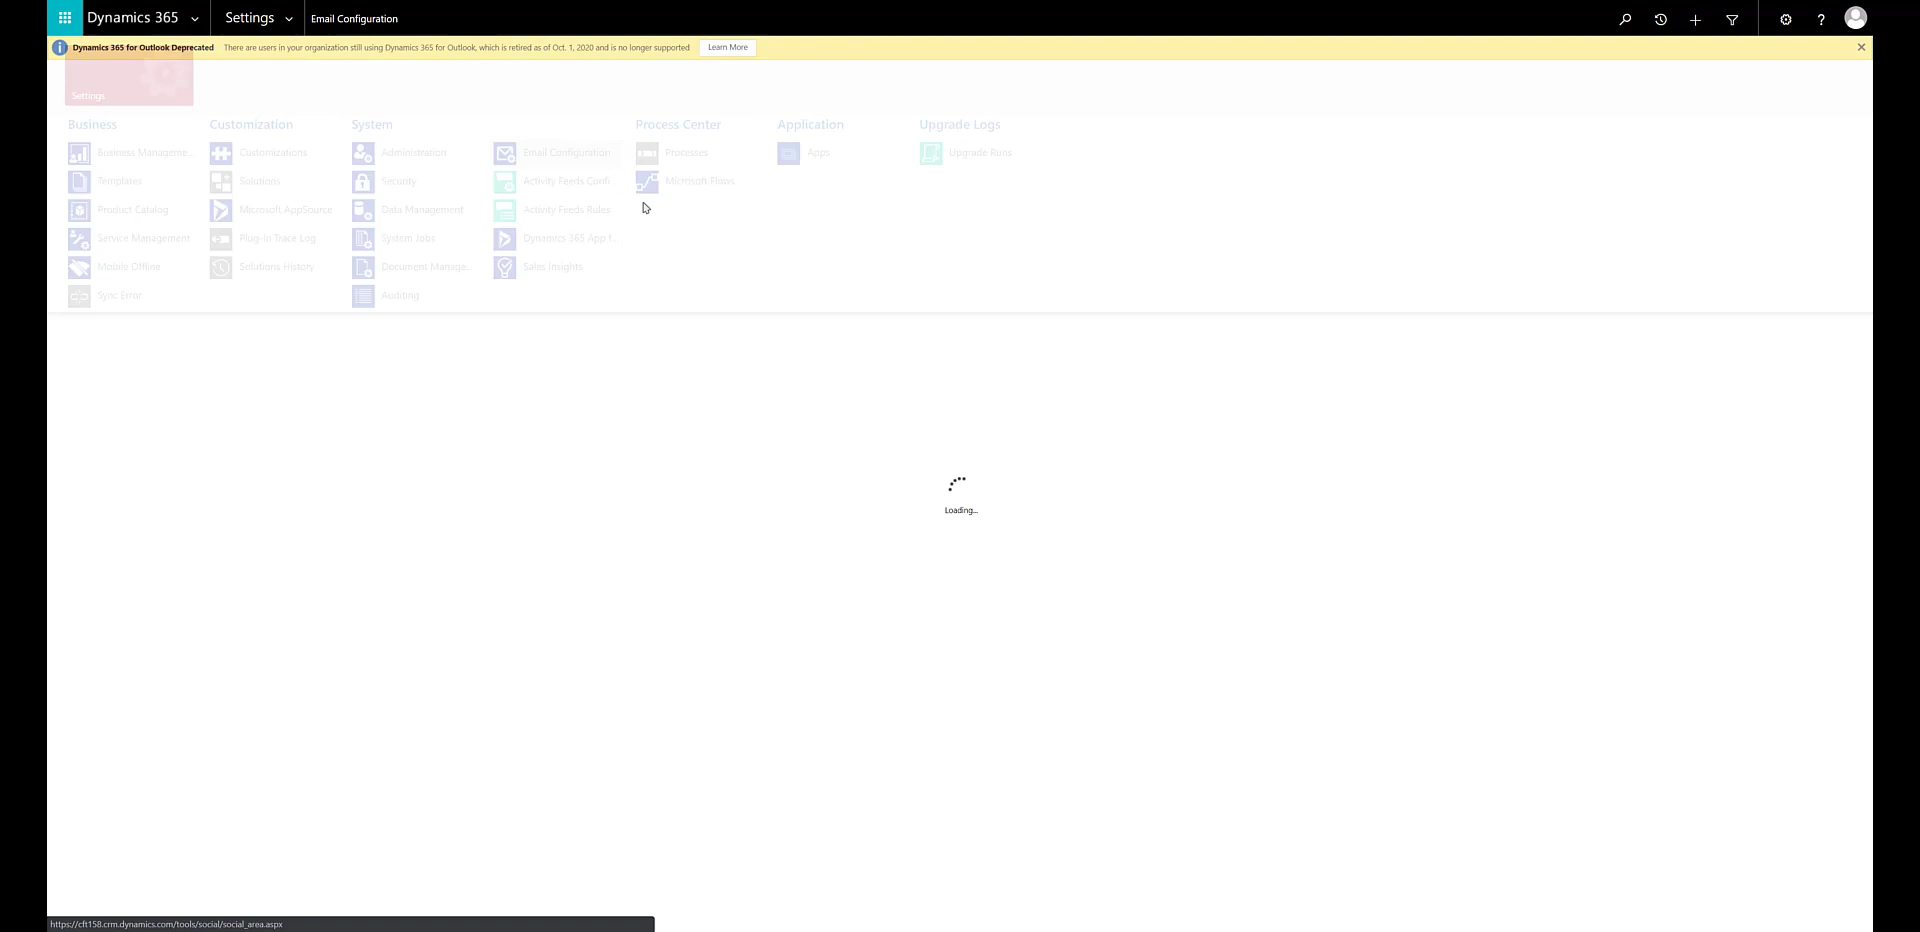 Dynamics 365
Settings
Email Configuration
?
Dynamics 365 for Outlook Deprecated There are users in your organization still using Dynamics 365 for Outlook, which is retired as of Oct. 1, 2020 and is no longer supported Learn More
Settings
Business Customization System Process Center Application Upgrade Logs
Business Manageme... Customizations Administration Email Configuration Processes Apps Upgrade Runs
Templates Solutions Security Activity Feeds Confi... Microsoft Flows
Product Catalog Microsoft AppSource Data Management Activity Feeds Rules
Service Management Plug-In Trace Log System Jobs Dynamics 365 App f...
Mobile Offline Solutions History Document Manage... Sales Insights
Sync Error Auditing
Loading...
https://cft158.crm.dynamics.com/tools/social/social_area.aspx